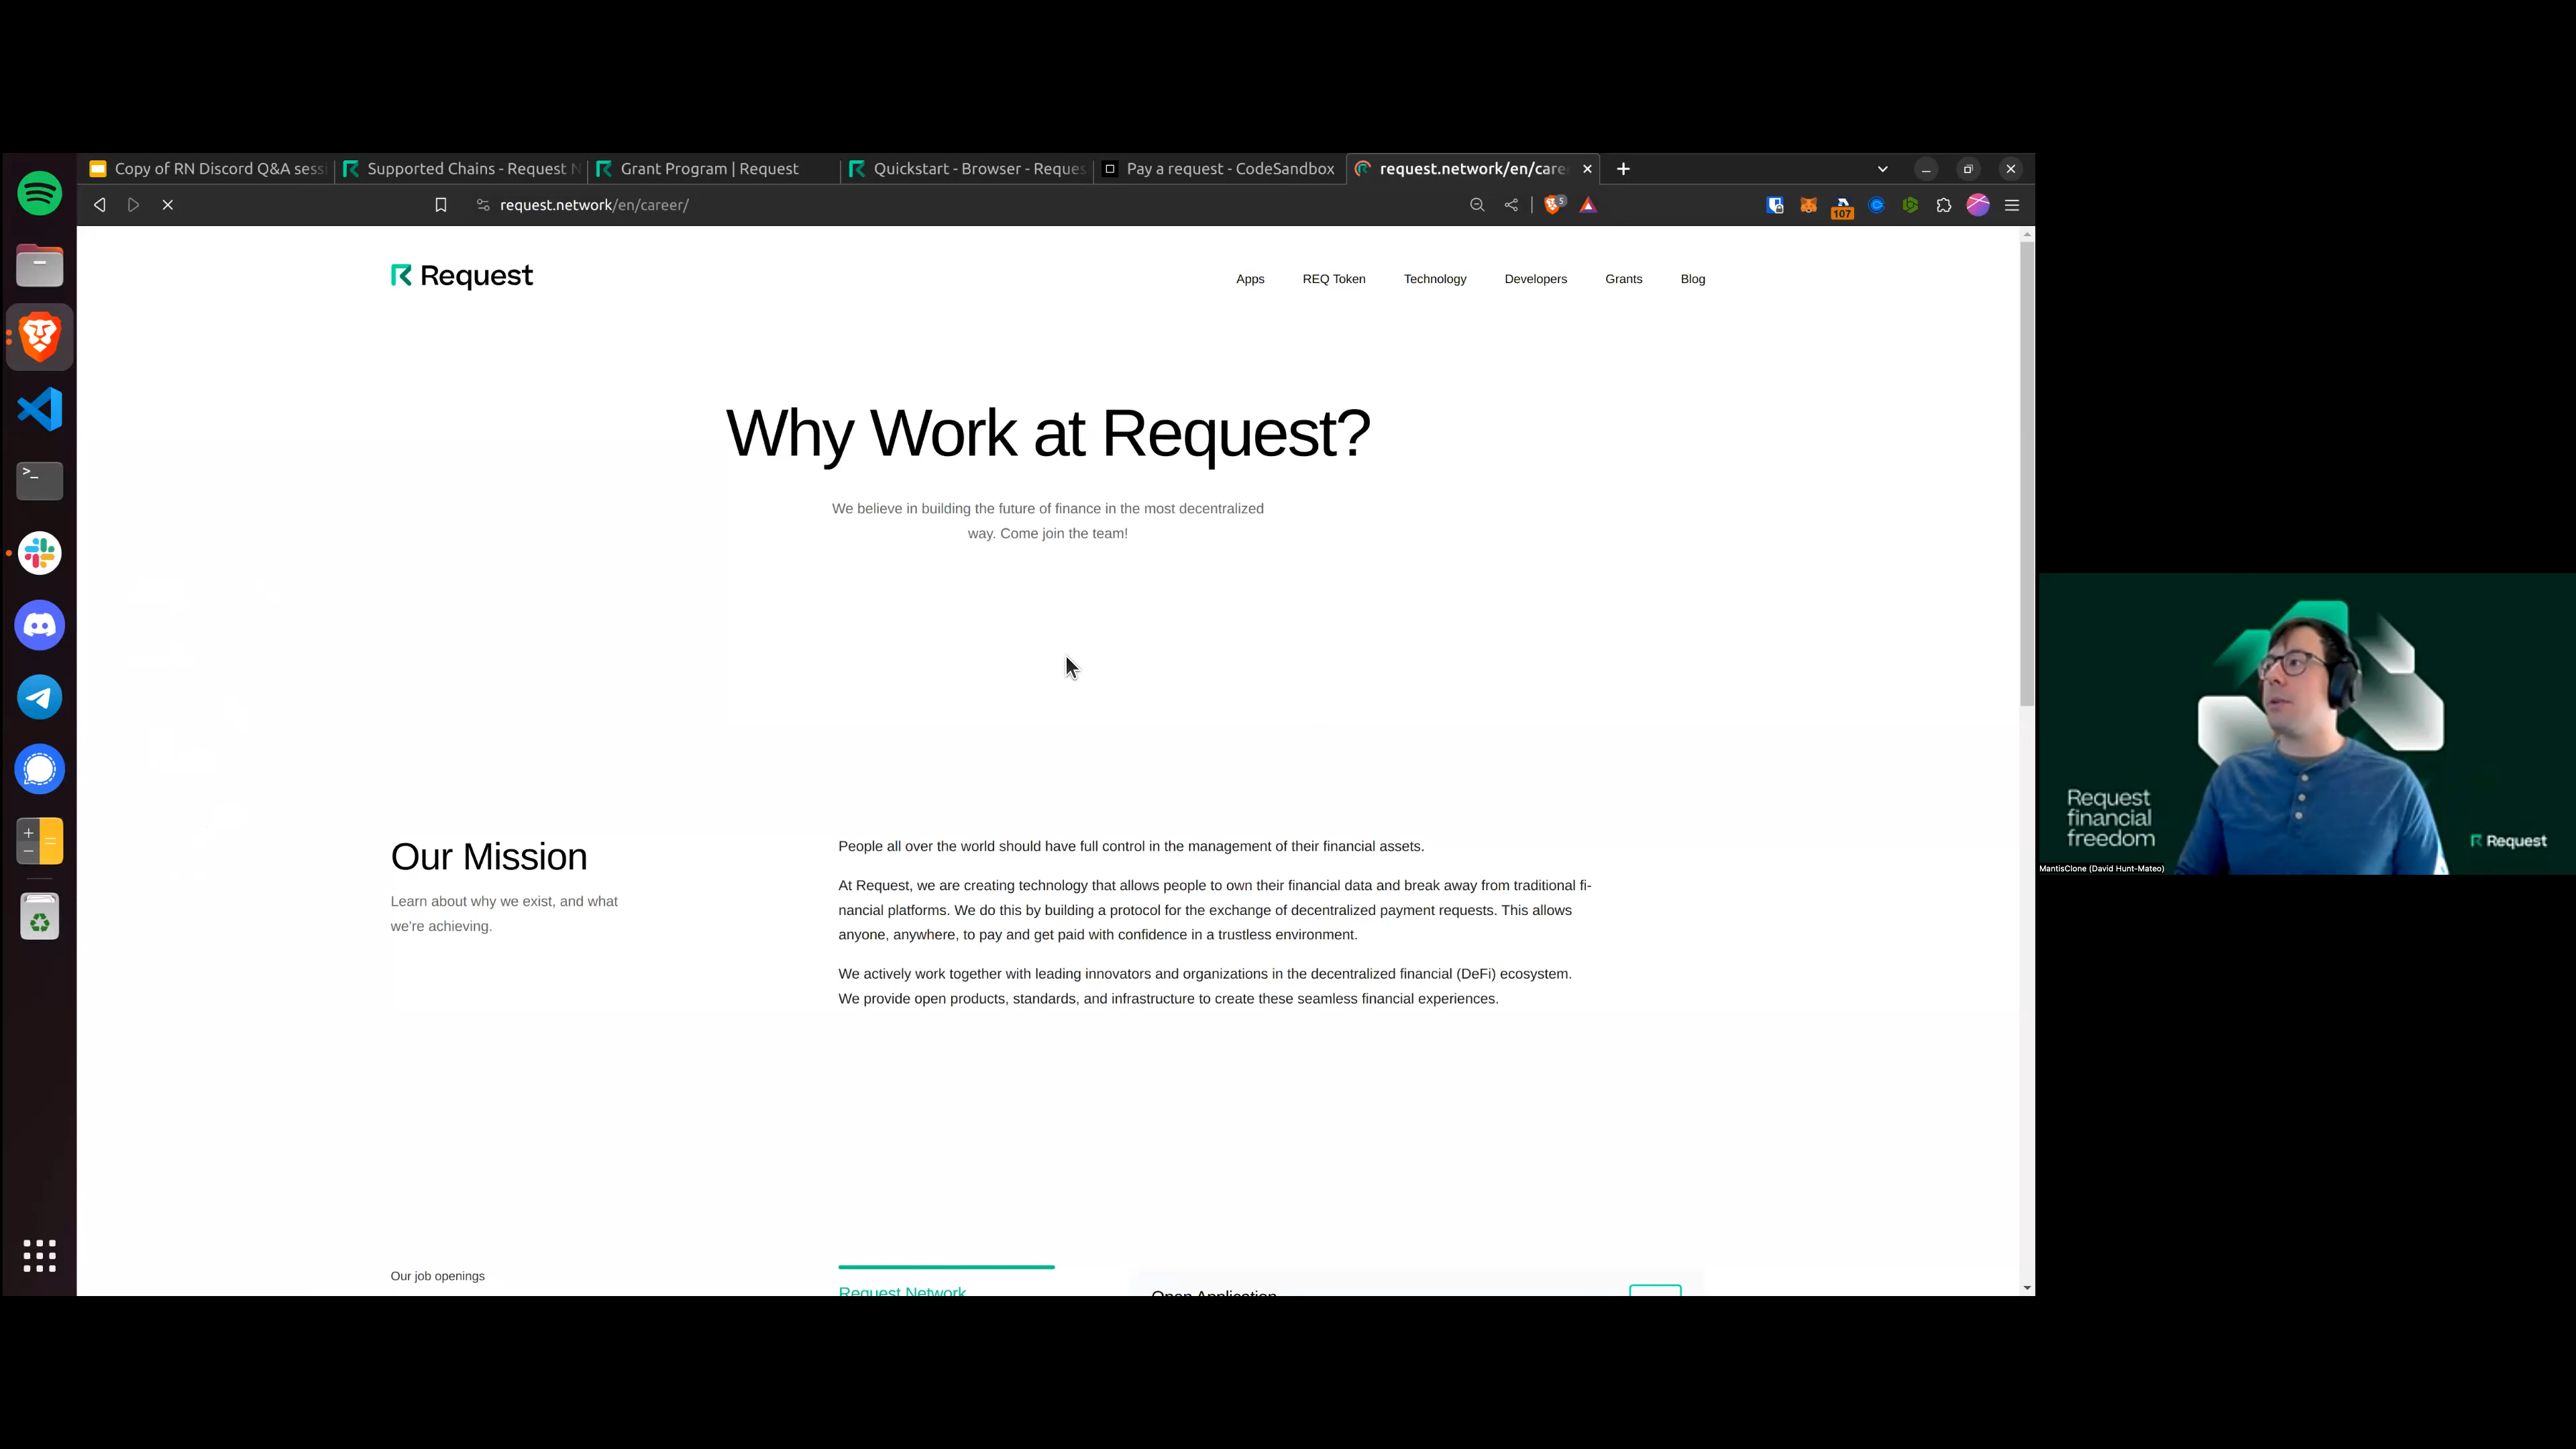 Copy of RN Discord Q&A sessi
Supported Chains - Request N
Grant Program | Request
Quickstart - Browser - Reques
Pay a request - CodeSandbox
request.network/en/care
request.network/en/career/
5
107
Request
Apps
REQ Token
Technology
Developers
Grants
Blog
Why Work at Request?
We believe in building the future of finance in the most decentralized
way. Come join the team!
Our Mission
Learn about why we exist, and what
we're achieving.
People all over the world should have full control in the management of their financial assets.
At Request, we are creating technology that allows people to own their financial data and break away from traditional fi-
nancial platforms. We do this by building a protocol for the exchange of decentralized payment requests. This allows
anyone, anywhere, to pay and get paid with confidence in a trustless environment.
We actively work together with leading innovators and organizations in the decentralized financial (DeFi) ecosystem.
We provide open products, standards, and infrastructure to create these seamless financial experiences.
Our job openings
Request Network
Open Application
Request
financial
freedom
Request
MantisClone (David Hunt-Mateo)